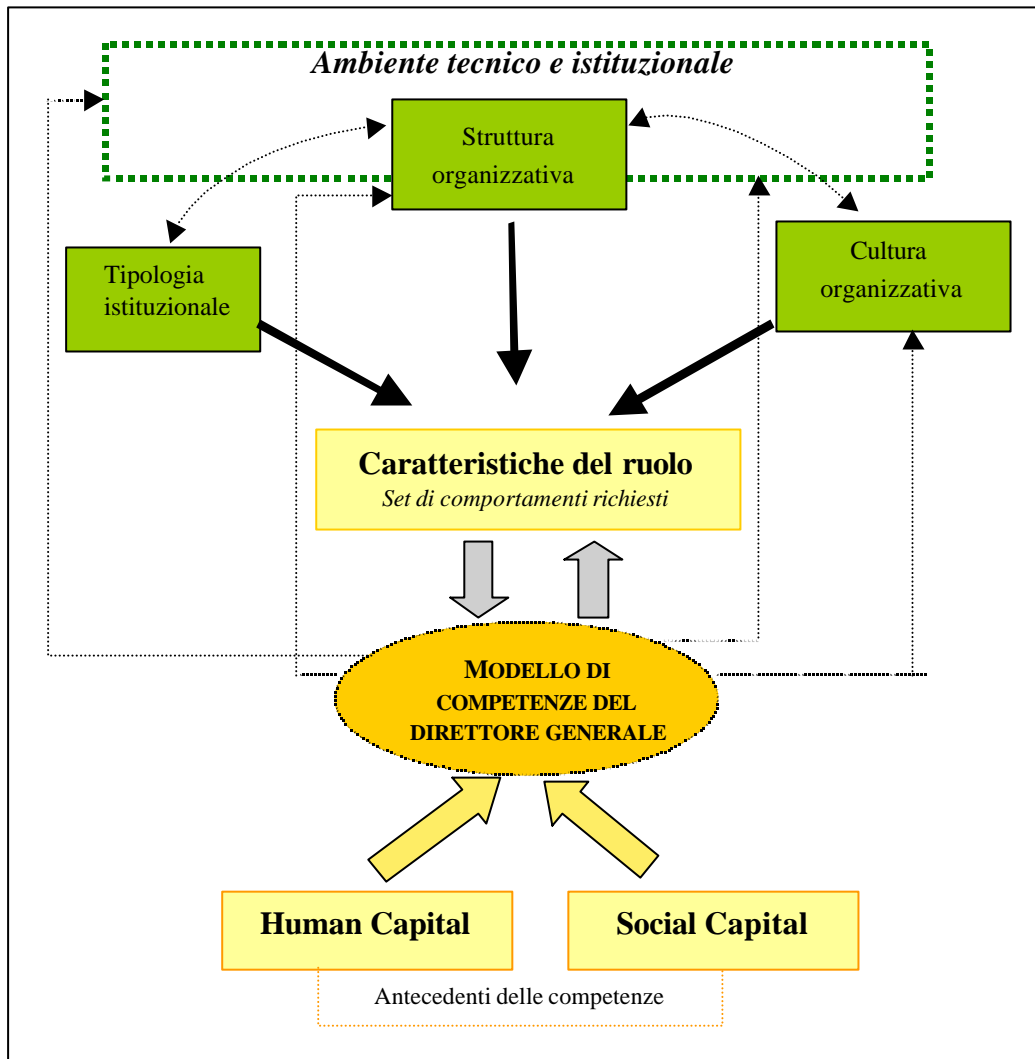 Ambiente tecnico e istituzionale
Struttura
organizzativa
Tipologia
istituzionale
Cultura
organizzativa
Caratteristiche del ruolo
Set di comportamenti richiesti
MODELLO DI
COMPETENZE DEL
DIRETTORE GENERALE
Human Capital
Social Capital
Antecedenti delle competenze